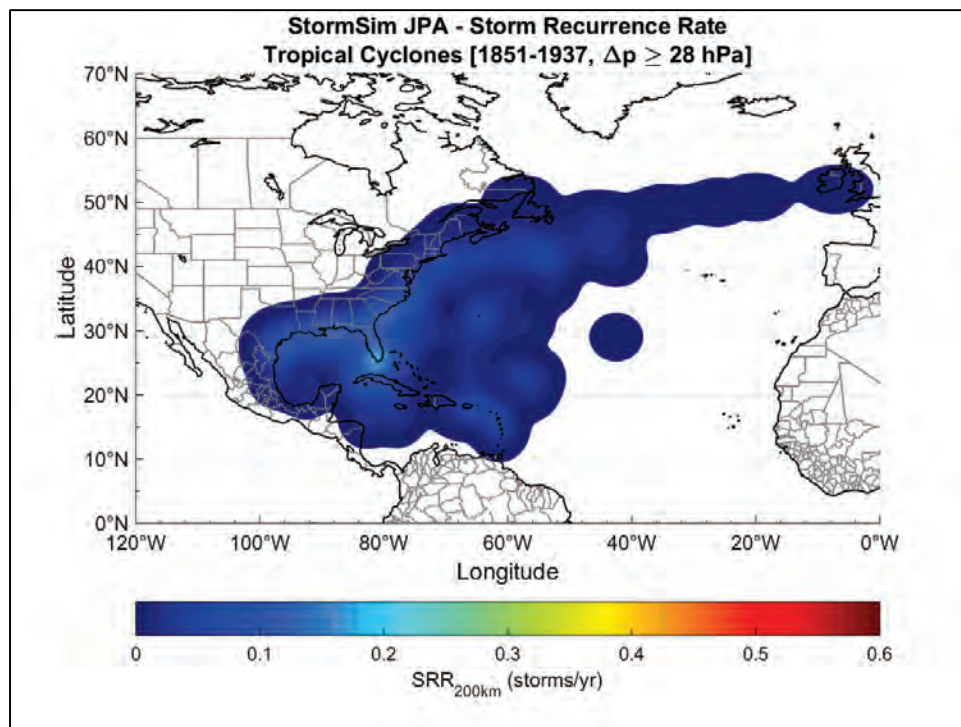 StormSim JPA - Storm Recurrence Rate
Tropical Cyclones [1851-1937, Δp ≥ 28 hPa]
70°N
60°N
50°N
40°N
30°N
20°N
10°N
0°N
Latitude
120°W 100°W 80°W 60°W 40°W 20°W 0°W
Longitude
0 0.1 0.2 0.3 0.4 0.5 0.6
SRR200km (storms/yr)